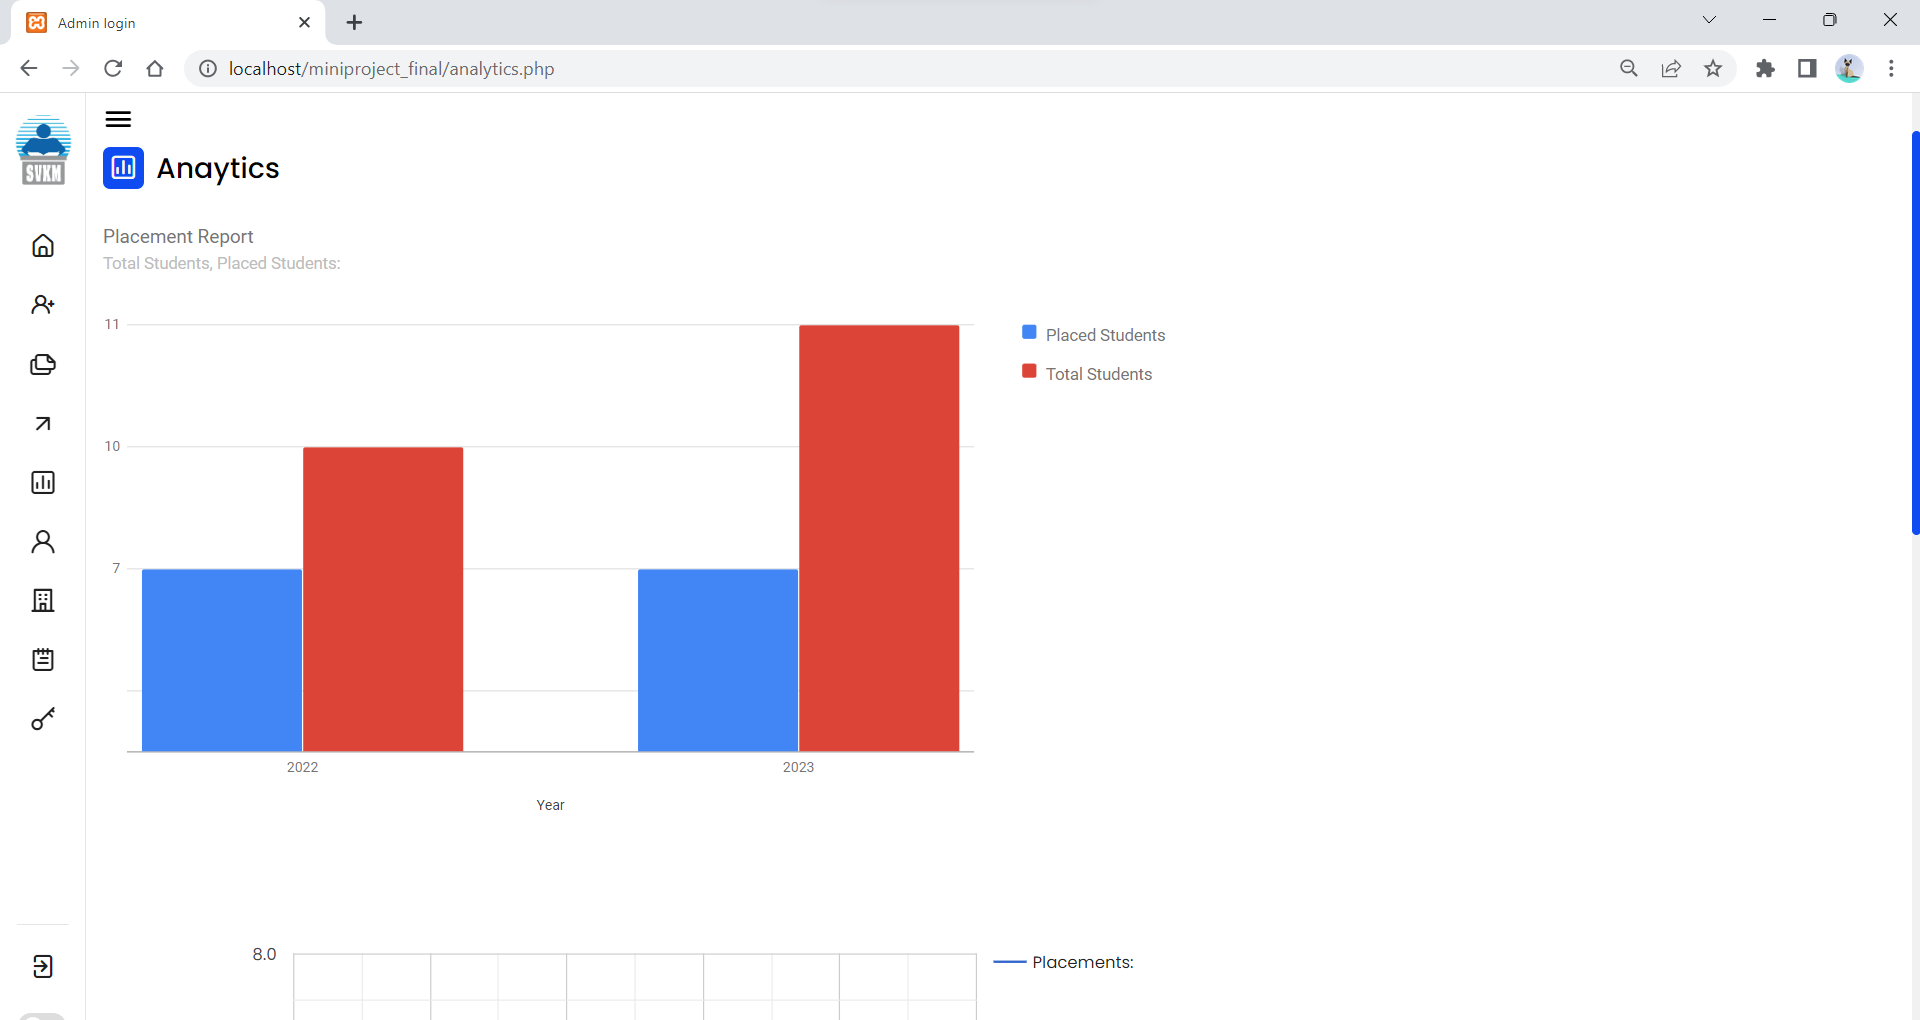 Admin login
localhost/miniproject_final/analytics.php
SVKM
Anaytics
Placement Report
Total Students, Placed Students:
11
10
7
Placed Students
Total Students
2022
2023
Year
8.0
Placements: